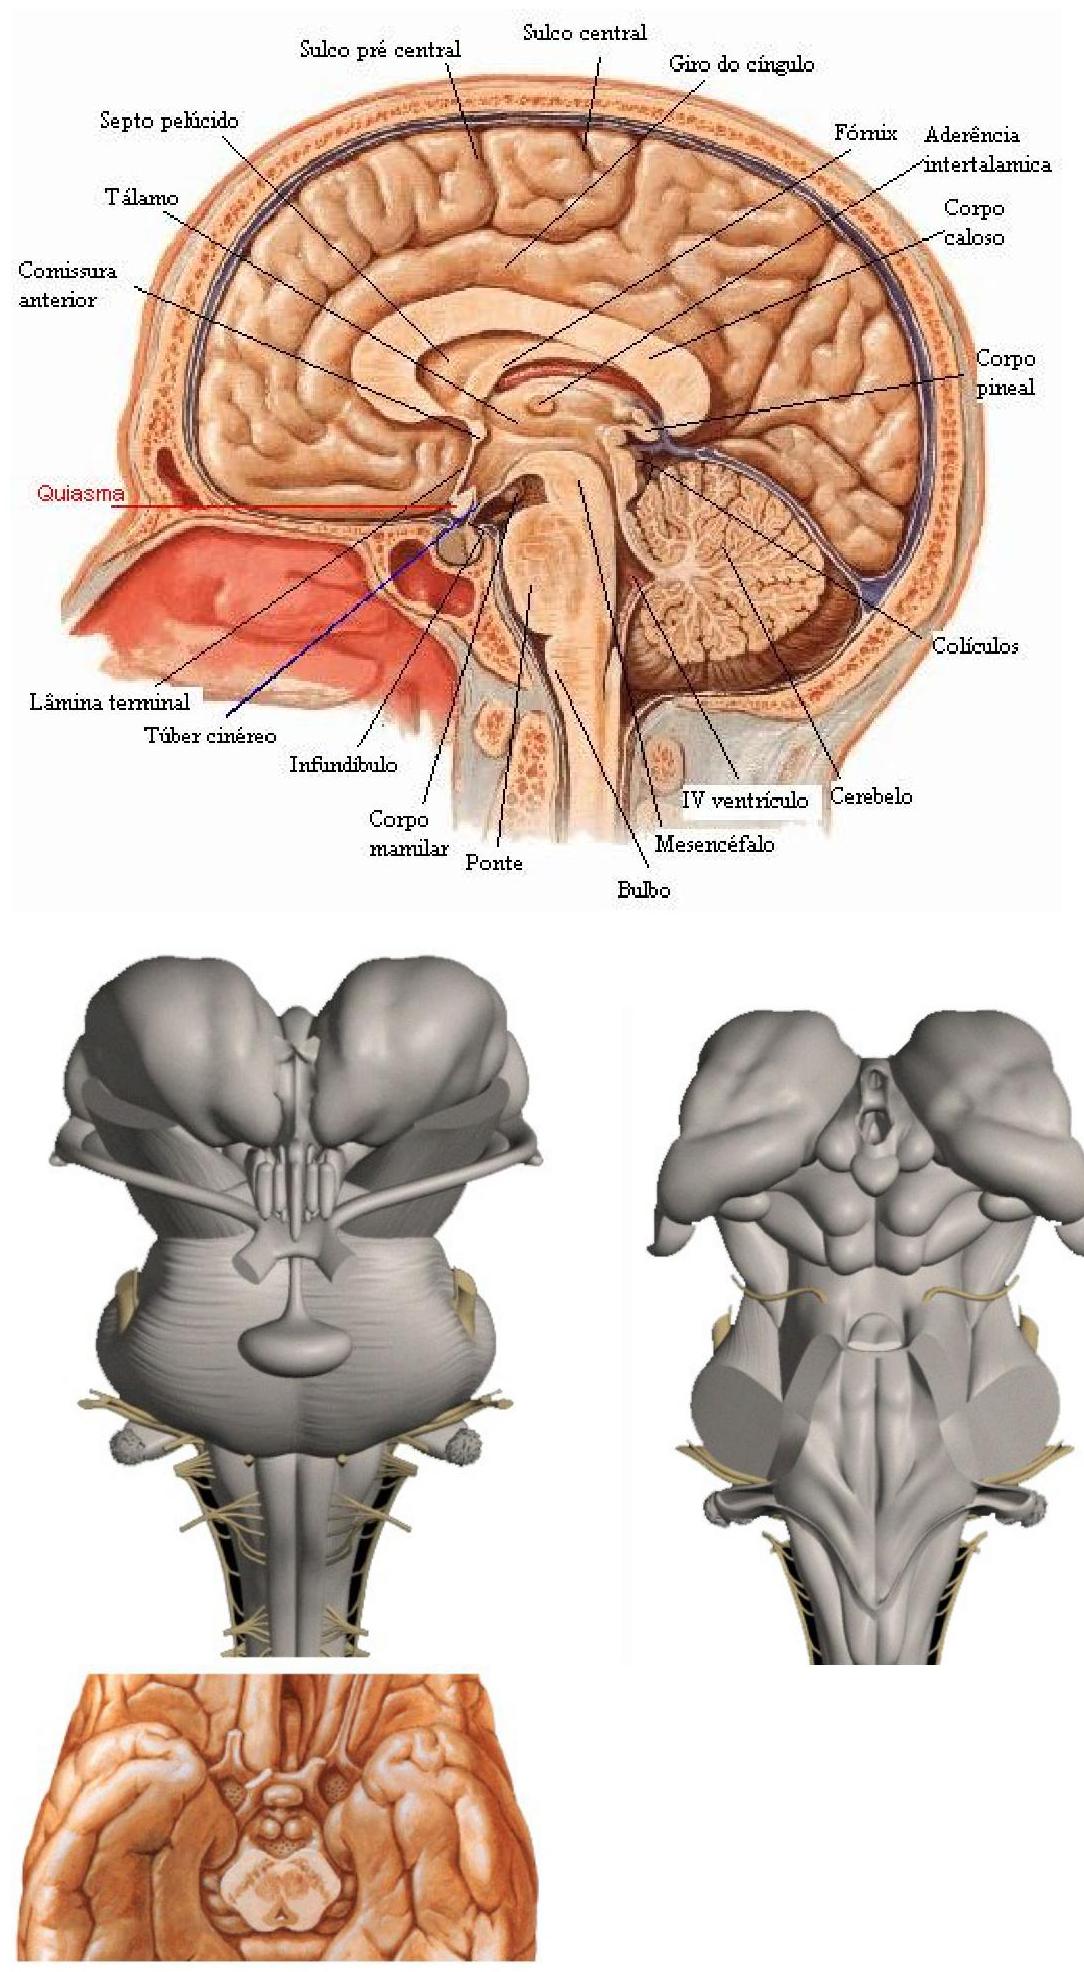 Sulco pré central
Sulco central
Giro do cíngulo
Septo pelúcido
Fórnix
Aderência
intertalamica
Tálamo
Corpo
caloso
Comissura
anterior
Corpo
pineal
Quiasma
Colículos
Lâmina terminal
Túber cinéreo
Infundíbulo
IV ventrículo
Cerebelo
Corpo
mamilar
Ponte
Mesencéfalo
Bulbo